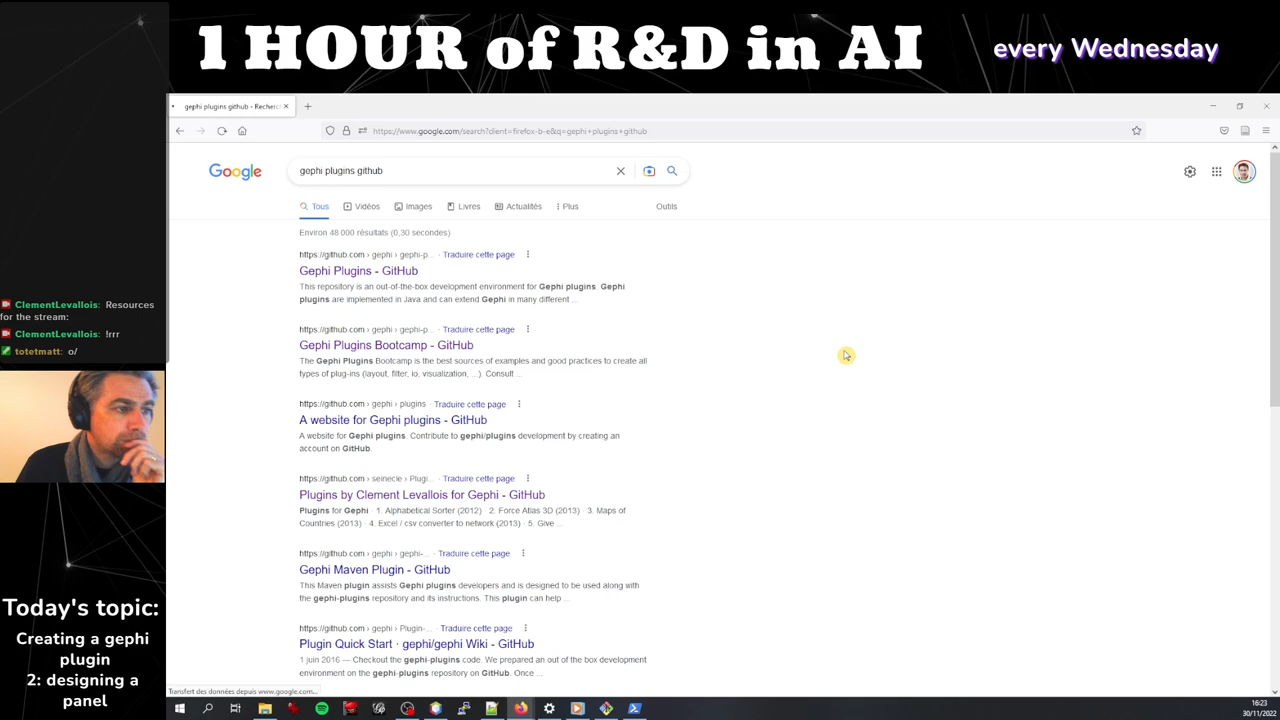 1 HOUR of R&D in AI
every Wednesday
gephi plugins github - Recherc
https://www.google.com/search?client=firefox-b-e&q=gephi+plugins+github
Google
gephi plugins github
Tous
Vidéos
Images
Livres
Actualités
Plus
Outils
Environ 48 000 résultats (0,30 secondes)
https://github.com › gephi › gephi-p... · Traduire cette page
Gephi Plugins - GitHub
This repository is an out-of-the-box development environment for Gephi plugins. Gephi
plugins are implemented in Java and can extend Gephi in many different ...
https://github.com › gephi › gephi-p... · Traduire cette page
Gephi Plugins Bootcamp - GitHub
The Gephi Plugins Bootcamp is the best sources of examples and good practices to create all
types of plug-ins (layout, filter, io, visualization, ...). Consult ...
https://github.com › gephi › plugins · Traduire cette page
A website for Gephi plugins - GitHub
A website for Gephi plugins. Contribute to gephi/plugins development by creating an
account on GitHub.
https://github.com › seinecle › Plugi... · Traduire cette page
Plugins by Clement Levallois for Gephi - GitHub
Plugins for Gephi · 1. Alphabetical Sorter (2012) · 2. Force Atlas 3D (2013) · 3. Maps of
Countries (2013) · 4. Excel / csv converter to network (2013) · 5. Give ...
https://github.com › gephi › gephi-... · Traduire cette page
Gephi Maven Plugin - GitHub
This Maven plugin assists Gephi plugins developers and is designed to be used along with
the gephi-plugins repository and its instructions. This plugin can help ...
https://github.com › gephi › Plugin-... · Traduire cette page
Plugin Quick Start · gephi/gephi Wiki - GitHub
1 juin 2016 — Checkout the gephi-plugins code. We prepared an out of the box development
environment on the gephi-plugins repository on GitHub. Once ...
Transfert des données depuis www.google.com...
ClementLevallois: Resources
for the stream:
ClementLevallois: !rrr
totetmatt: o/
Today's topic:
Creating a gephi
plugin
2: designing a
panel
16:23
30/11/2022